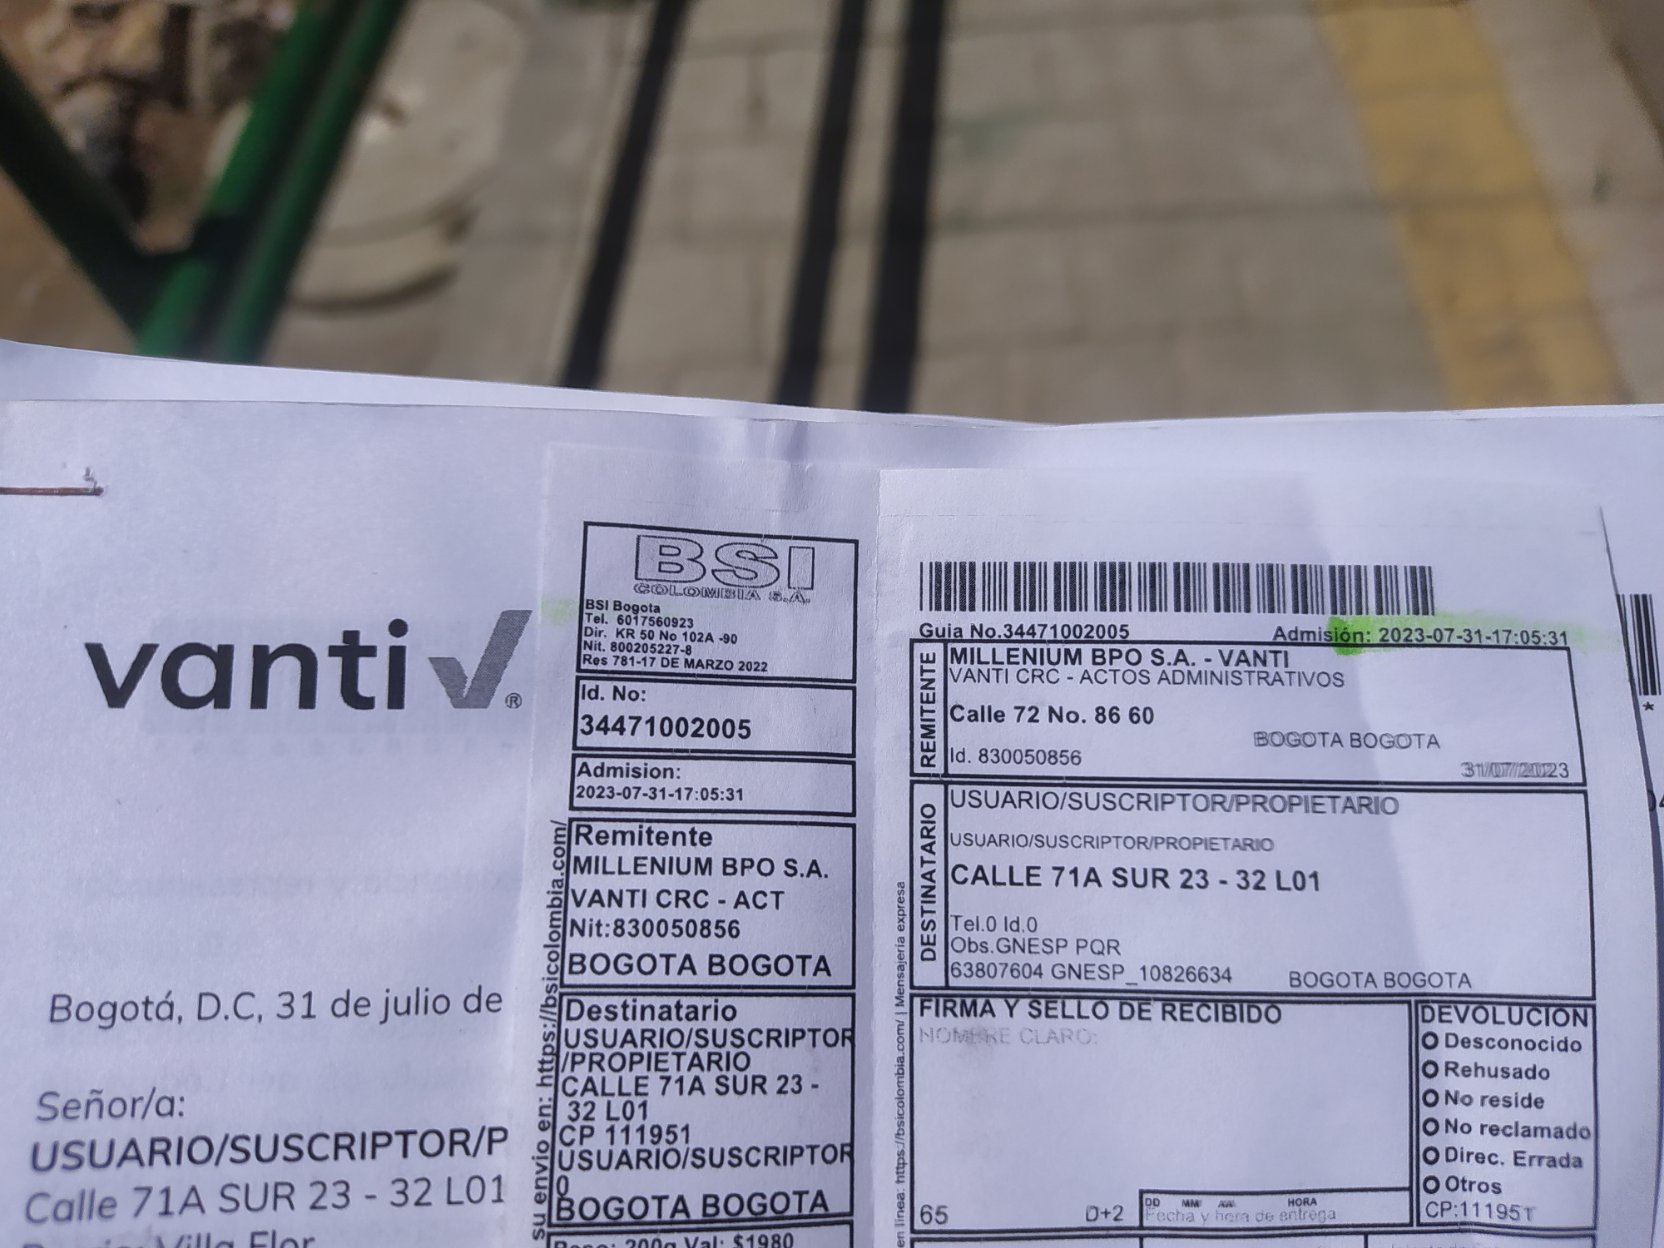 vanti
®
Bogotá, D.C, 31 de julio de
Señor/a:
USUARIO/SUSCRIPTOR/P
Calle 71A SUR 23 - 32 L01
Villa Flor
su envio en: https://bsicolombia.com/
BSI
COLOMBIA S.A.
BSI Bogota
Tel. 6017560923
Dir. KR 50 No 102A -90
Nit. 800205227-8
Res 781-17 DE MARZO 2022
Id. No:
34471002005
Admision:
2023-07-31-17:05:31
Remitente
MILLENIUM BPO S.A.
VANTI CRC - ACT
Nit:830050856
BOGOTA BOGOTA
Destinatario
USUARIO/SUSCRIPTOR
/PROPIETARIO
CALLE 71A SUR 23 -
32 L01
CP 111951
USUARIO/SUSCRIPTOR
0
BOGOTA BOGOTA
Peso: 200g Val: $1980
en linea: https://bsicolombia.com/ | Mensajeria expresa
Guia No.34471002005 Admisión: 2023-07-31-17:05:31
REMITENTE
MILLENIUM BPO S.A. - VANTI
VANTI CRC - ACTOS ADMINISTRATIVOS
Calle 72 No. 86 60
BOGOTA BOGOTA
Id. 830050856
31/07/2023
DESTINATARIO
USUARIO/SUSCRIPTOR/PROPIETARIO
USUARIO/SUSCRIPTOR/PROPIETARIO
CALLE 71A SUR 23 - 32 L01
Tel.0 Id.0
Obs.GNESP PQR
63807604 GNESP_10826634 BOGOTA BOGOTA
FIRMA Y SELLO DE RECIBIDO
NOMBRE CLARO:
65 D+2
DD MM AA HORA
Fecha y hora de entrega
DEVOLUCION
Desconocido
Rehusado
No reside
No reclamado
Direc. Errada
Otros
CP:111951
*